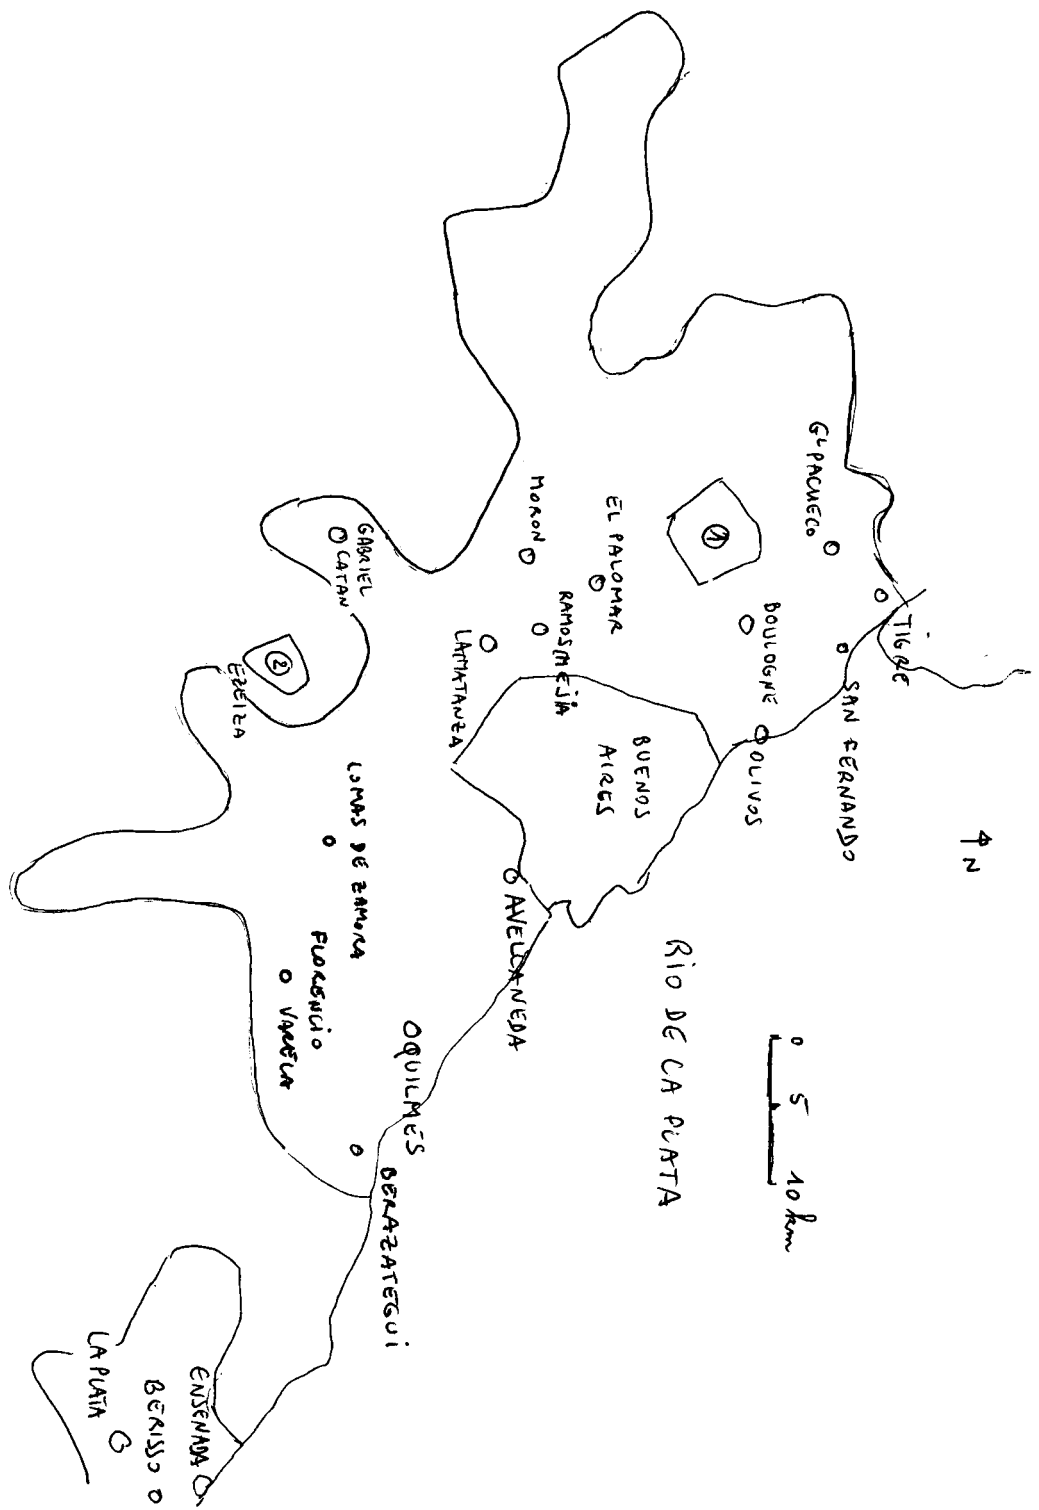 N
0 5 10 km
RIO DE LA PLATA
TIGRE
SAN FERNANDO
GL PACHECO
1
BOULOGNE
OLIVOS
EL PALOMAR
MORON
RAMOS MEJIA
LA MATANZA
BUENOS
AIRES
AVELLANEDA
GABRIEL
CATAN
2
EZEIZA
LOMAS DE ZAMORA
FLORENCIO
VARELA
QUILMES
BERAZATEGUI
ENSENADA
BERISSO
LA PLATA